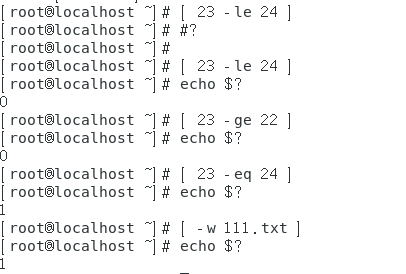 [root@localhost ~]# [ 23 -le 24 ]
[root@localhost ~]# #?
[root@localhost ~]#
[root@localhost ~]# [ 23 -le 24 ]
[root@localhost ~]# echo $?
0
[root@localhost ~]# [ 23 -ge 22 ]
[root@localhost ~]# echo $?
0
[root@localhost ~]# [ 23 -eq 24 ]
[root@localhost ~]# echo $?
1
[root@localhost ~]# [ -w 111.txt ]
[root@localhost ~]# echo $?
1